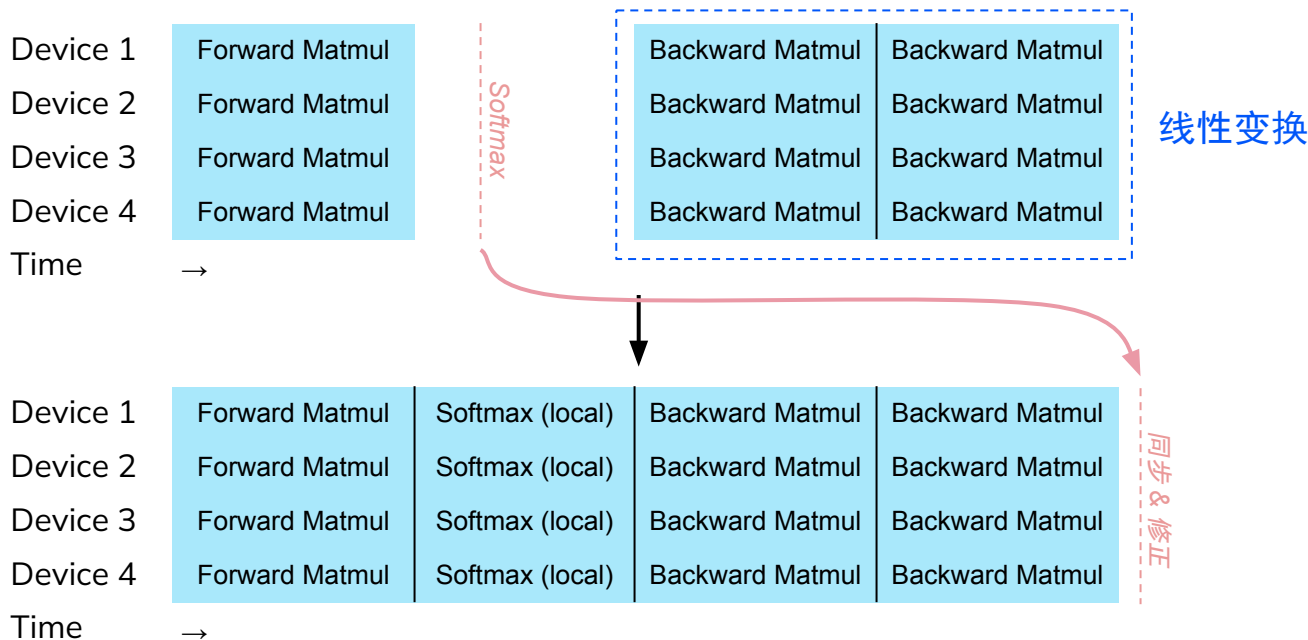 Device 1 Forward Matmul Backward Matmul Backward Matmul
Device 2 Forward Matmul Backward Matmul Backward Matmul
Device 3 Forward Matmul Backward Matmul Backward Matmul
Device 4 Forward Matmul Backward Matmul Backward Matmul
Time →
Softmax
线性变换
Device 1 Forward Matmul Softmax (local) Backward Matmul Backward Matmul
Device 2 Forward Matmul Softmax (local) Backward Matmul Backward Matmul
Device 3 Forward Matmul Softmax (local) Backward Matmul Backward Matmul
Device 4 Forward Matmul Softmax (local) Backward Matmul Backward Matmul
Time →
同步 & 修正